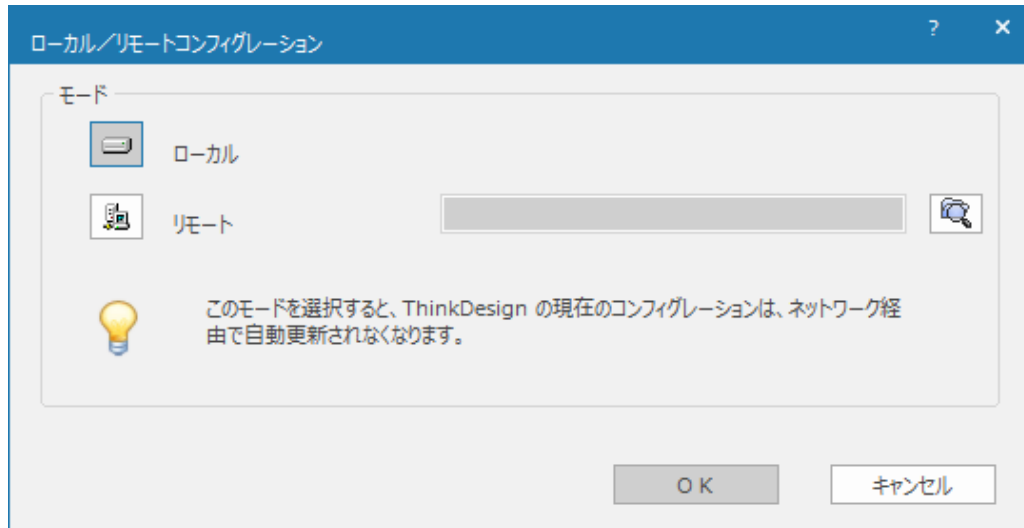 ローカル／リモートコンフィグレーション
?
×
モード
ローカル
リモート
このモードを選択すると、ThinkDesign の現在のコンフィグレーションは、ネットワーク経
由で自動更新されなくなります。
OK
キャンセル